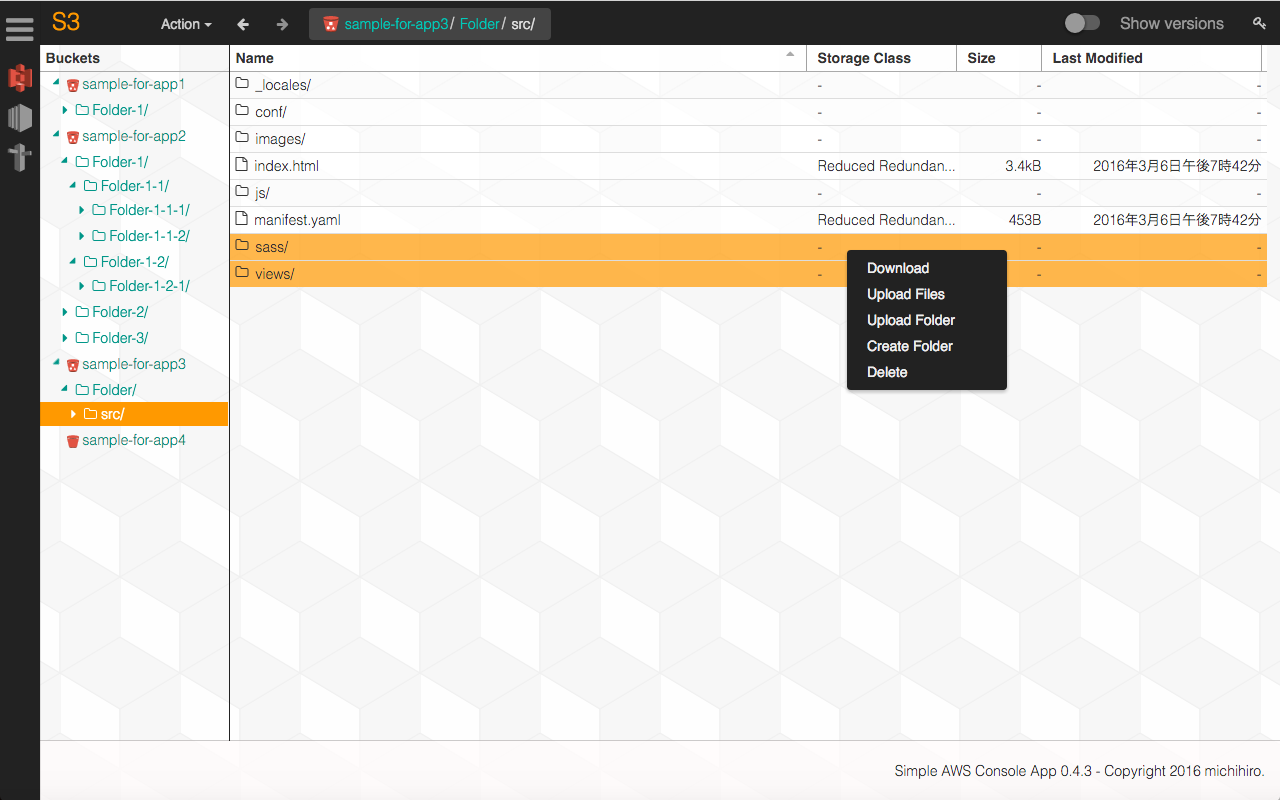 S3 Action sample-for-app3/ Folder/ src/ Show versions
Buckets
sample-for-app1
Folder-1/
sample-for-app2
Folder-1/
Folder-1-1/
Folder-1-1-1/
Folder-1-1-2/
Folder-1-2/
Folder-1-2-1/
Folder-2/
Folder-3/
sample-for-app3
Folder/
src/
sample-for-app4
Name Storage Class Size Last Modified
_locales/ - - -
conf/ - - -
images/ - - -
index.html Reduced Redundan... 3.4kB 2016年3月6日午後7時42分
js/ - - -
manifest.yaml Reduced Redundan... 453B 2016年3月6日午後7時42分
sass/ - - -
views/ - - -
Download
Upload Files
Upload Folder
Create Folder
Delete
Simple AWS Console App 0.4.3 - Copyright 2016 michihiro.